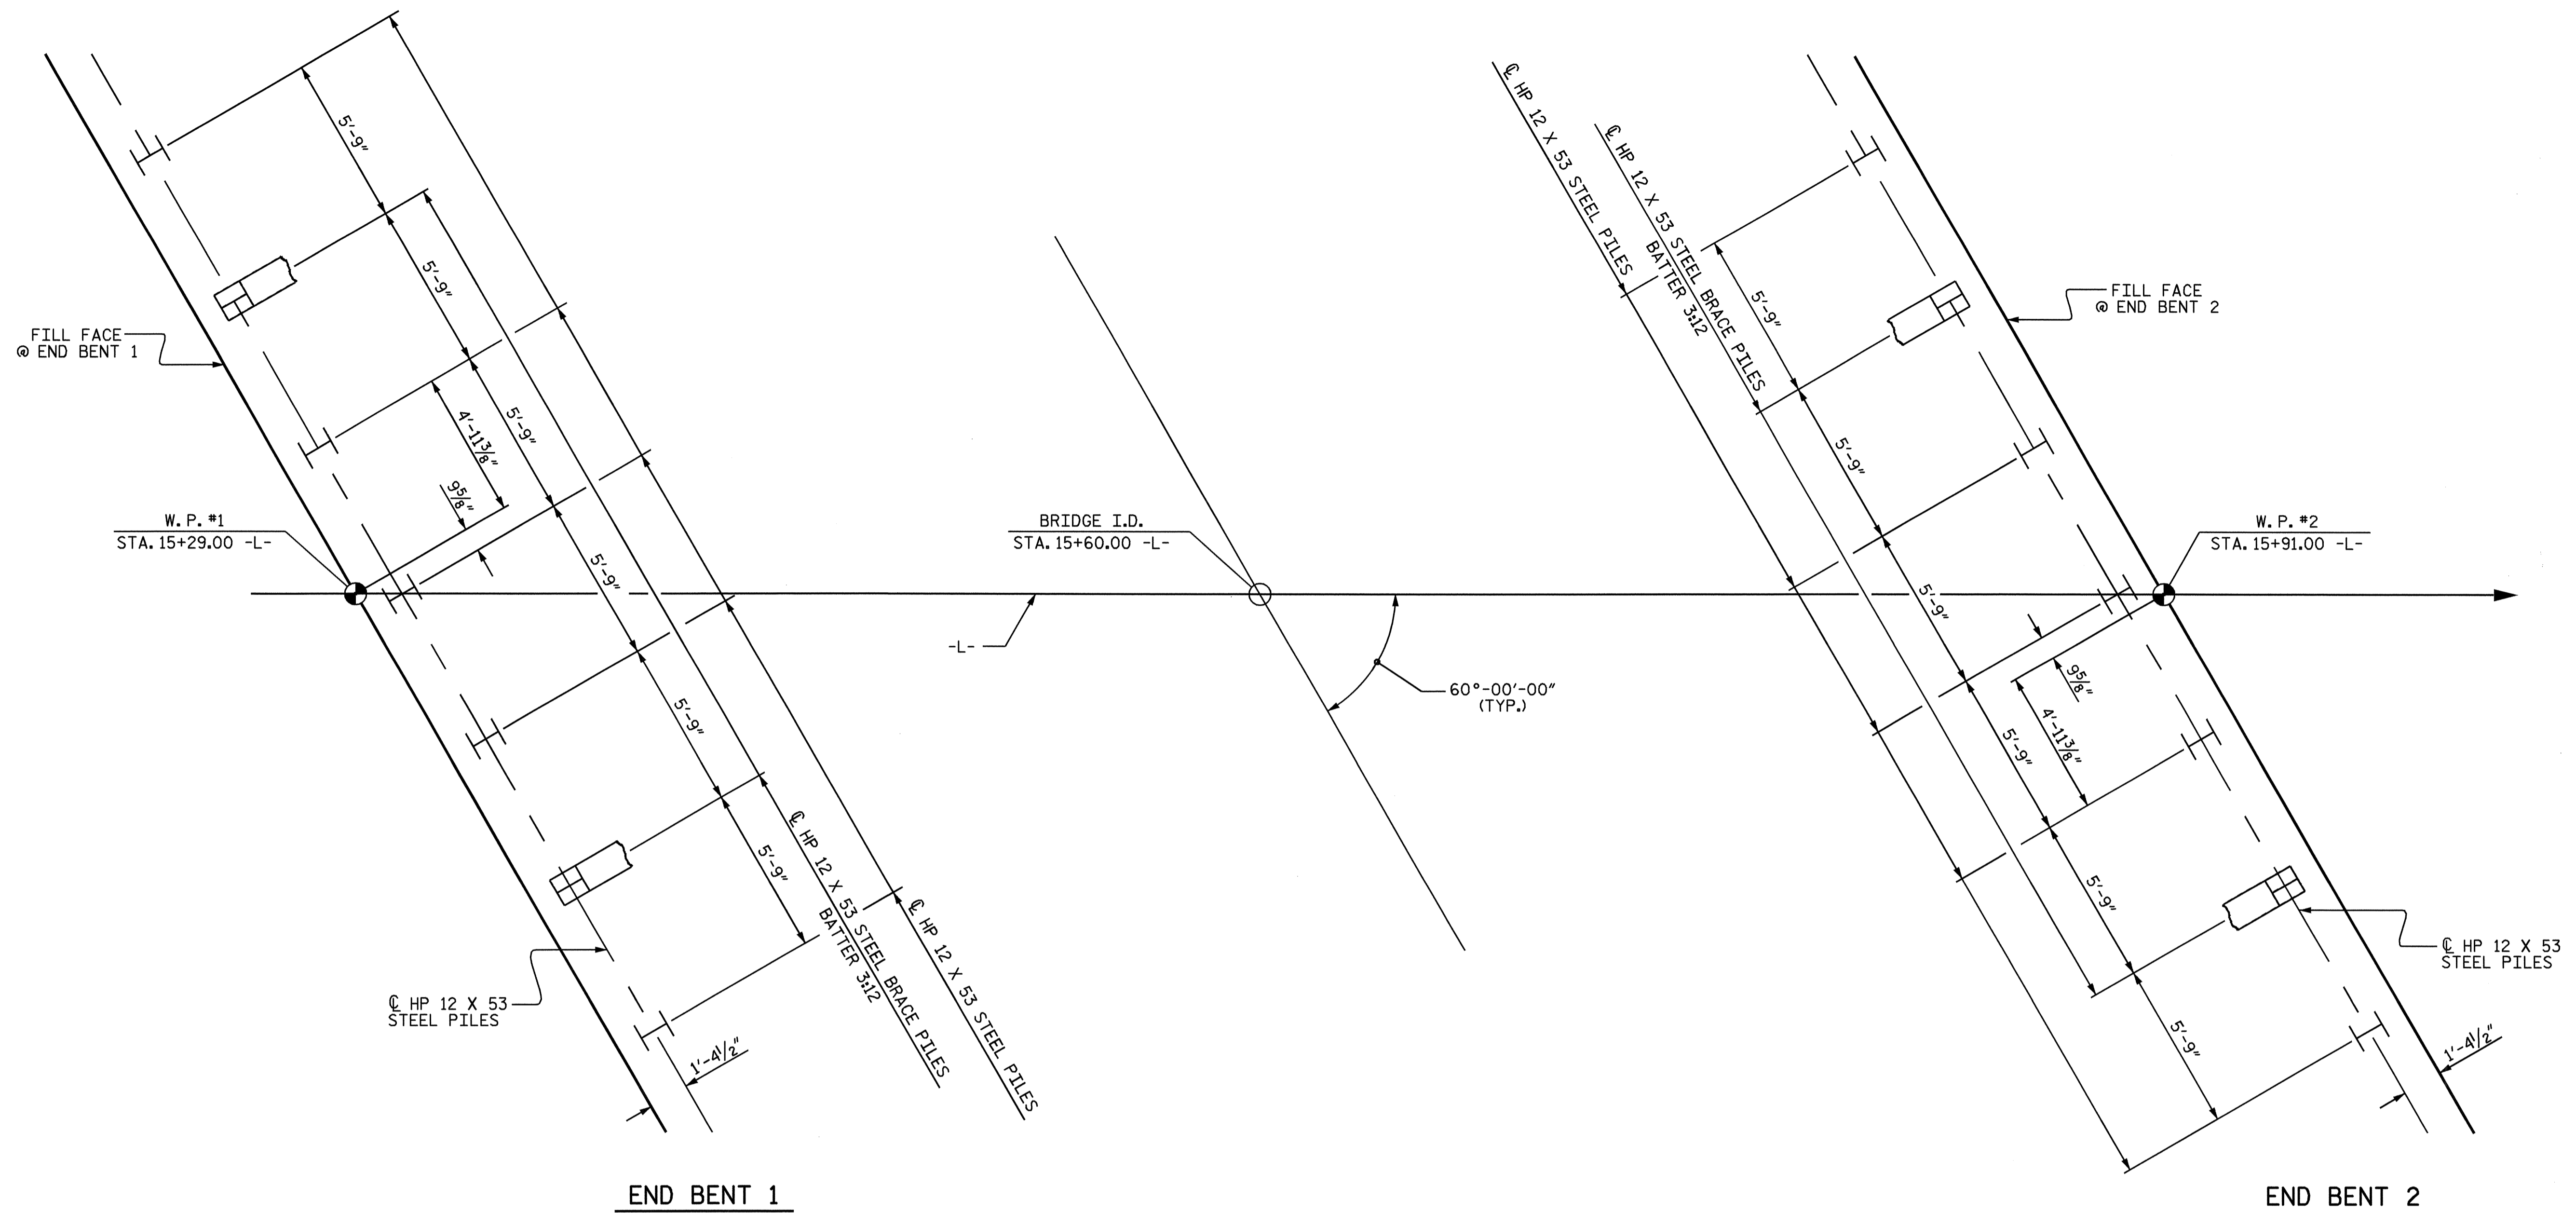 FILL FACE
@ END BENT 1
5'-9"
5'-9"
5'-9"
4'-11 3/8"
9 5/8"
5'-9"
5'-9"
5'-9"
W.P. #1
STA. 15+29.00 -L-
℄ HP 12 X 53
STEEL PILES
1'-4 1/2"
℄ HP 12 X 53 STEEL BRACE PILES
BATTER 3:12
℄ HP 12 X 53 STEEL PILES
END BENT 1
BRIDGE I.D.
STA. 15+60.00 -L-
-L-
60°-00'-00"
(TYP.)
℄ HP 12 X 53 STEEL PILES
℄ HP 12 X 53 STEEL BRACE PILES
BATTER 3:12
5'-9"
5'-9"
5'-9"
9 5/8"
4'-11 3/8"
5'-9"
5'-9"
5'-9"
FILL FACE
@ END BENT 2
W.P. #2
STA. 15+91.00 -L-
℄ HP 12 X 53
STEEL PILES
1'-4 1/2"
END BENT 2